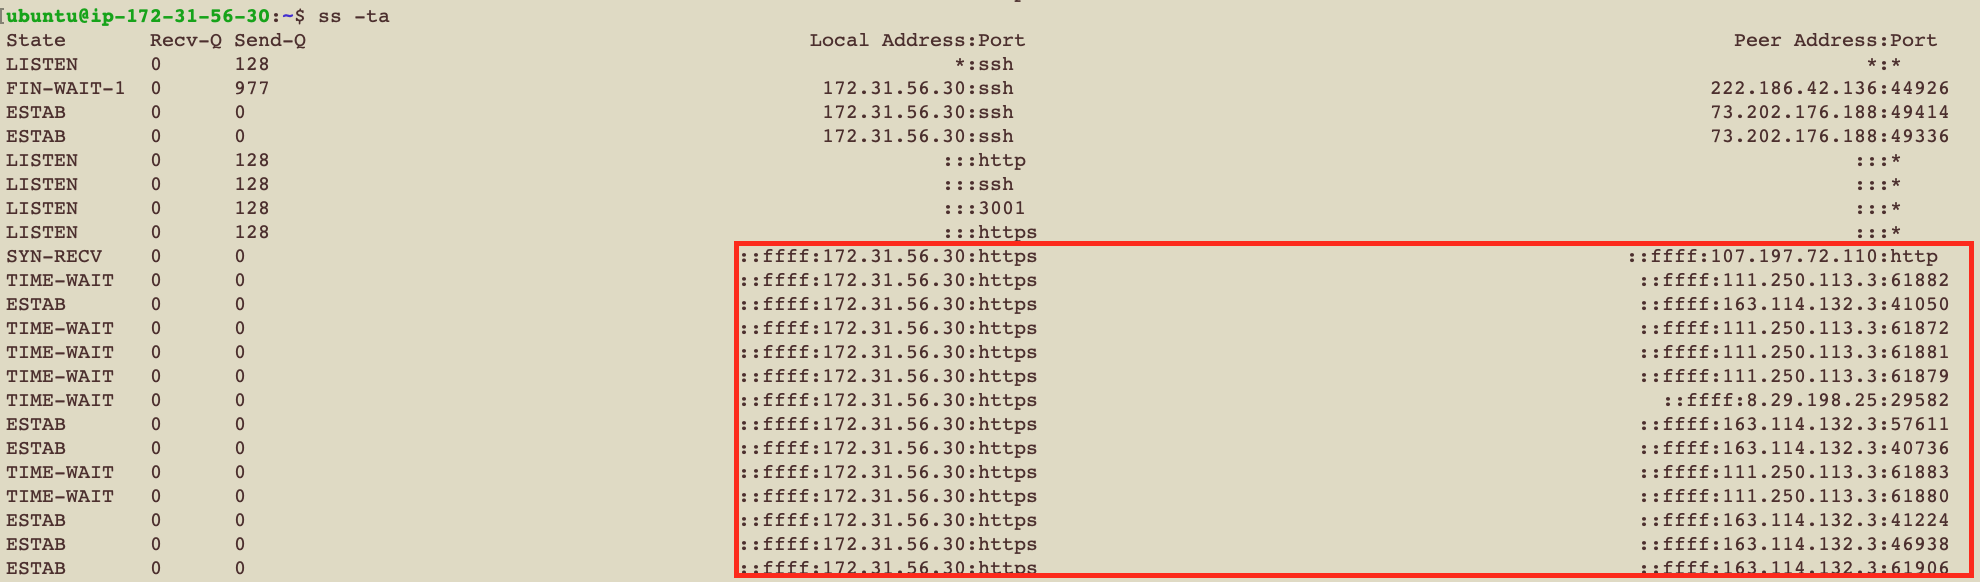 [ubuntu@ip-172-31-56-30:~$ ss -ta
State Recv-Q Send-Q Local Address:Port Peer Address:Port
LISTEN 0 128 *:ssh *:*
FIN-WAIT-1 0 977 172.31.56.30:ssh 222.186.42.136:44926
ESTAB 0 0 172.31.56.30:ssh 73.202.176.188:49414
ESTAB 0 0 172.31.56.30:ssh 73.202.176.188:49336
LISTEN 0 128 :::http :::*
LISTEN 0 128 :::ssh :::*
LISTEN 0 128 :::3001 :::*
LISTEN 0 128 :::https :::*
SYN-RECV 0 0 ::ffff:172.31.56.30:https ::ffff:107.197.72.110:http
TIME-WAIT 0 0 ::ffff:172.31.56.30:https ::ffff:111.250.113.3:61882
ESTAB 0 0 ::ffff:172.31.56.30:https ::ffff:163.114.132.3:41050
TIME-WAIT 0 0 ::ffff:172.31.56.30:https ::ffff:111.250.113.3:61872
TIME-WAIT 0 0 ::ffff:172.31.56.30:https ::ffff:111.250.113.3:61881
TIME-WAIT 0 0 ::ffff:172.31.56.30:https ::ffff:111.250.113.3:61879
TIME-WAIT 0 0 ::ffff:172.31.56.30:https ::ffff:8.29.198.25:29582
ESTAB 0 0 ::ffff:172.31.56.30:https ::ffff:163.114.132.3:57611
ESTAB 0 0 ::ffff:172.31.56.30:https ::ffff:163.114.132.3:40736
TIME-WAIT 0 0 ::ffff:172.31.56.30:https ::ffff:111.250.113.3:61883
TIME-WAIT 0 0 ::ffff:172.31.56.30:https ::ffff:111.250.113.3:61880
ESTAB 0 0 ::ffff:172.31.56.30:https ::ffff:163.114.132.3:41224
ESTAB 0 0 ::ffff:172.31.56.30:https ::ffff:163.114.132.3:46938
ESTAB 0 0 ::ffff:172.31.56.30:https ::ffff:163.114.132.3:61906